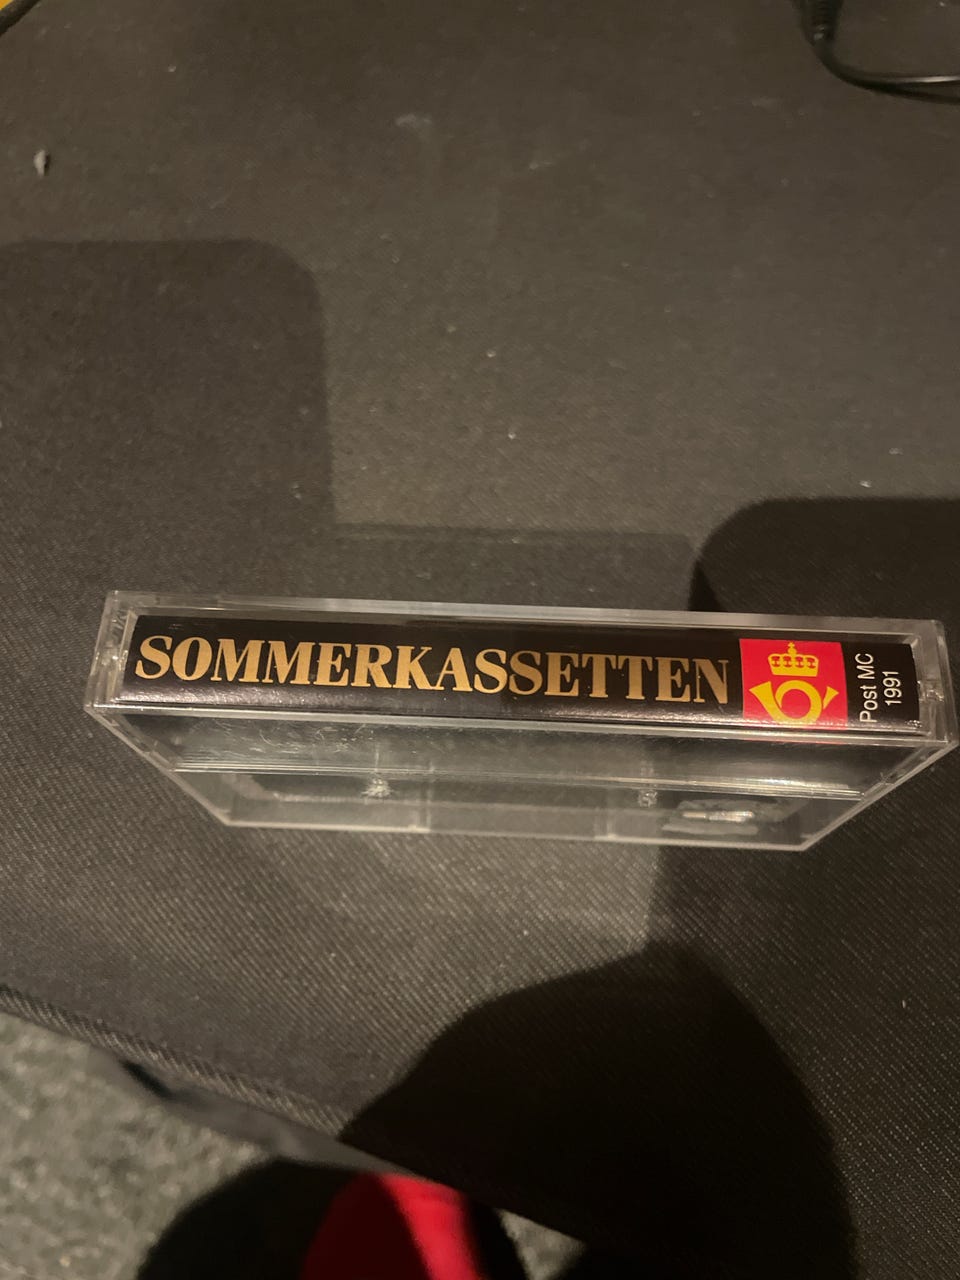 SOMMERKASSETTEN
Post MC
1991